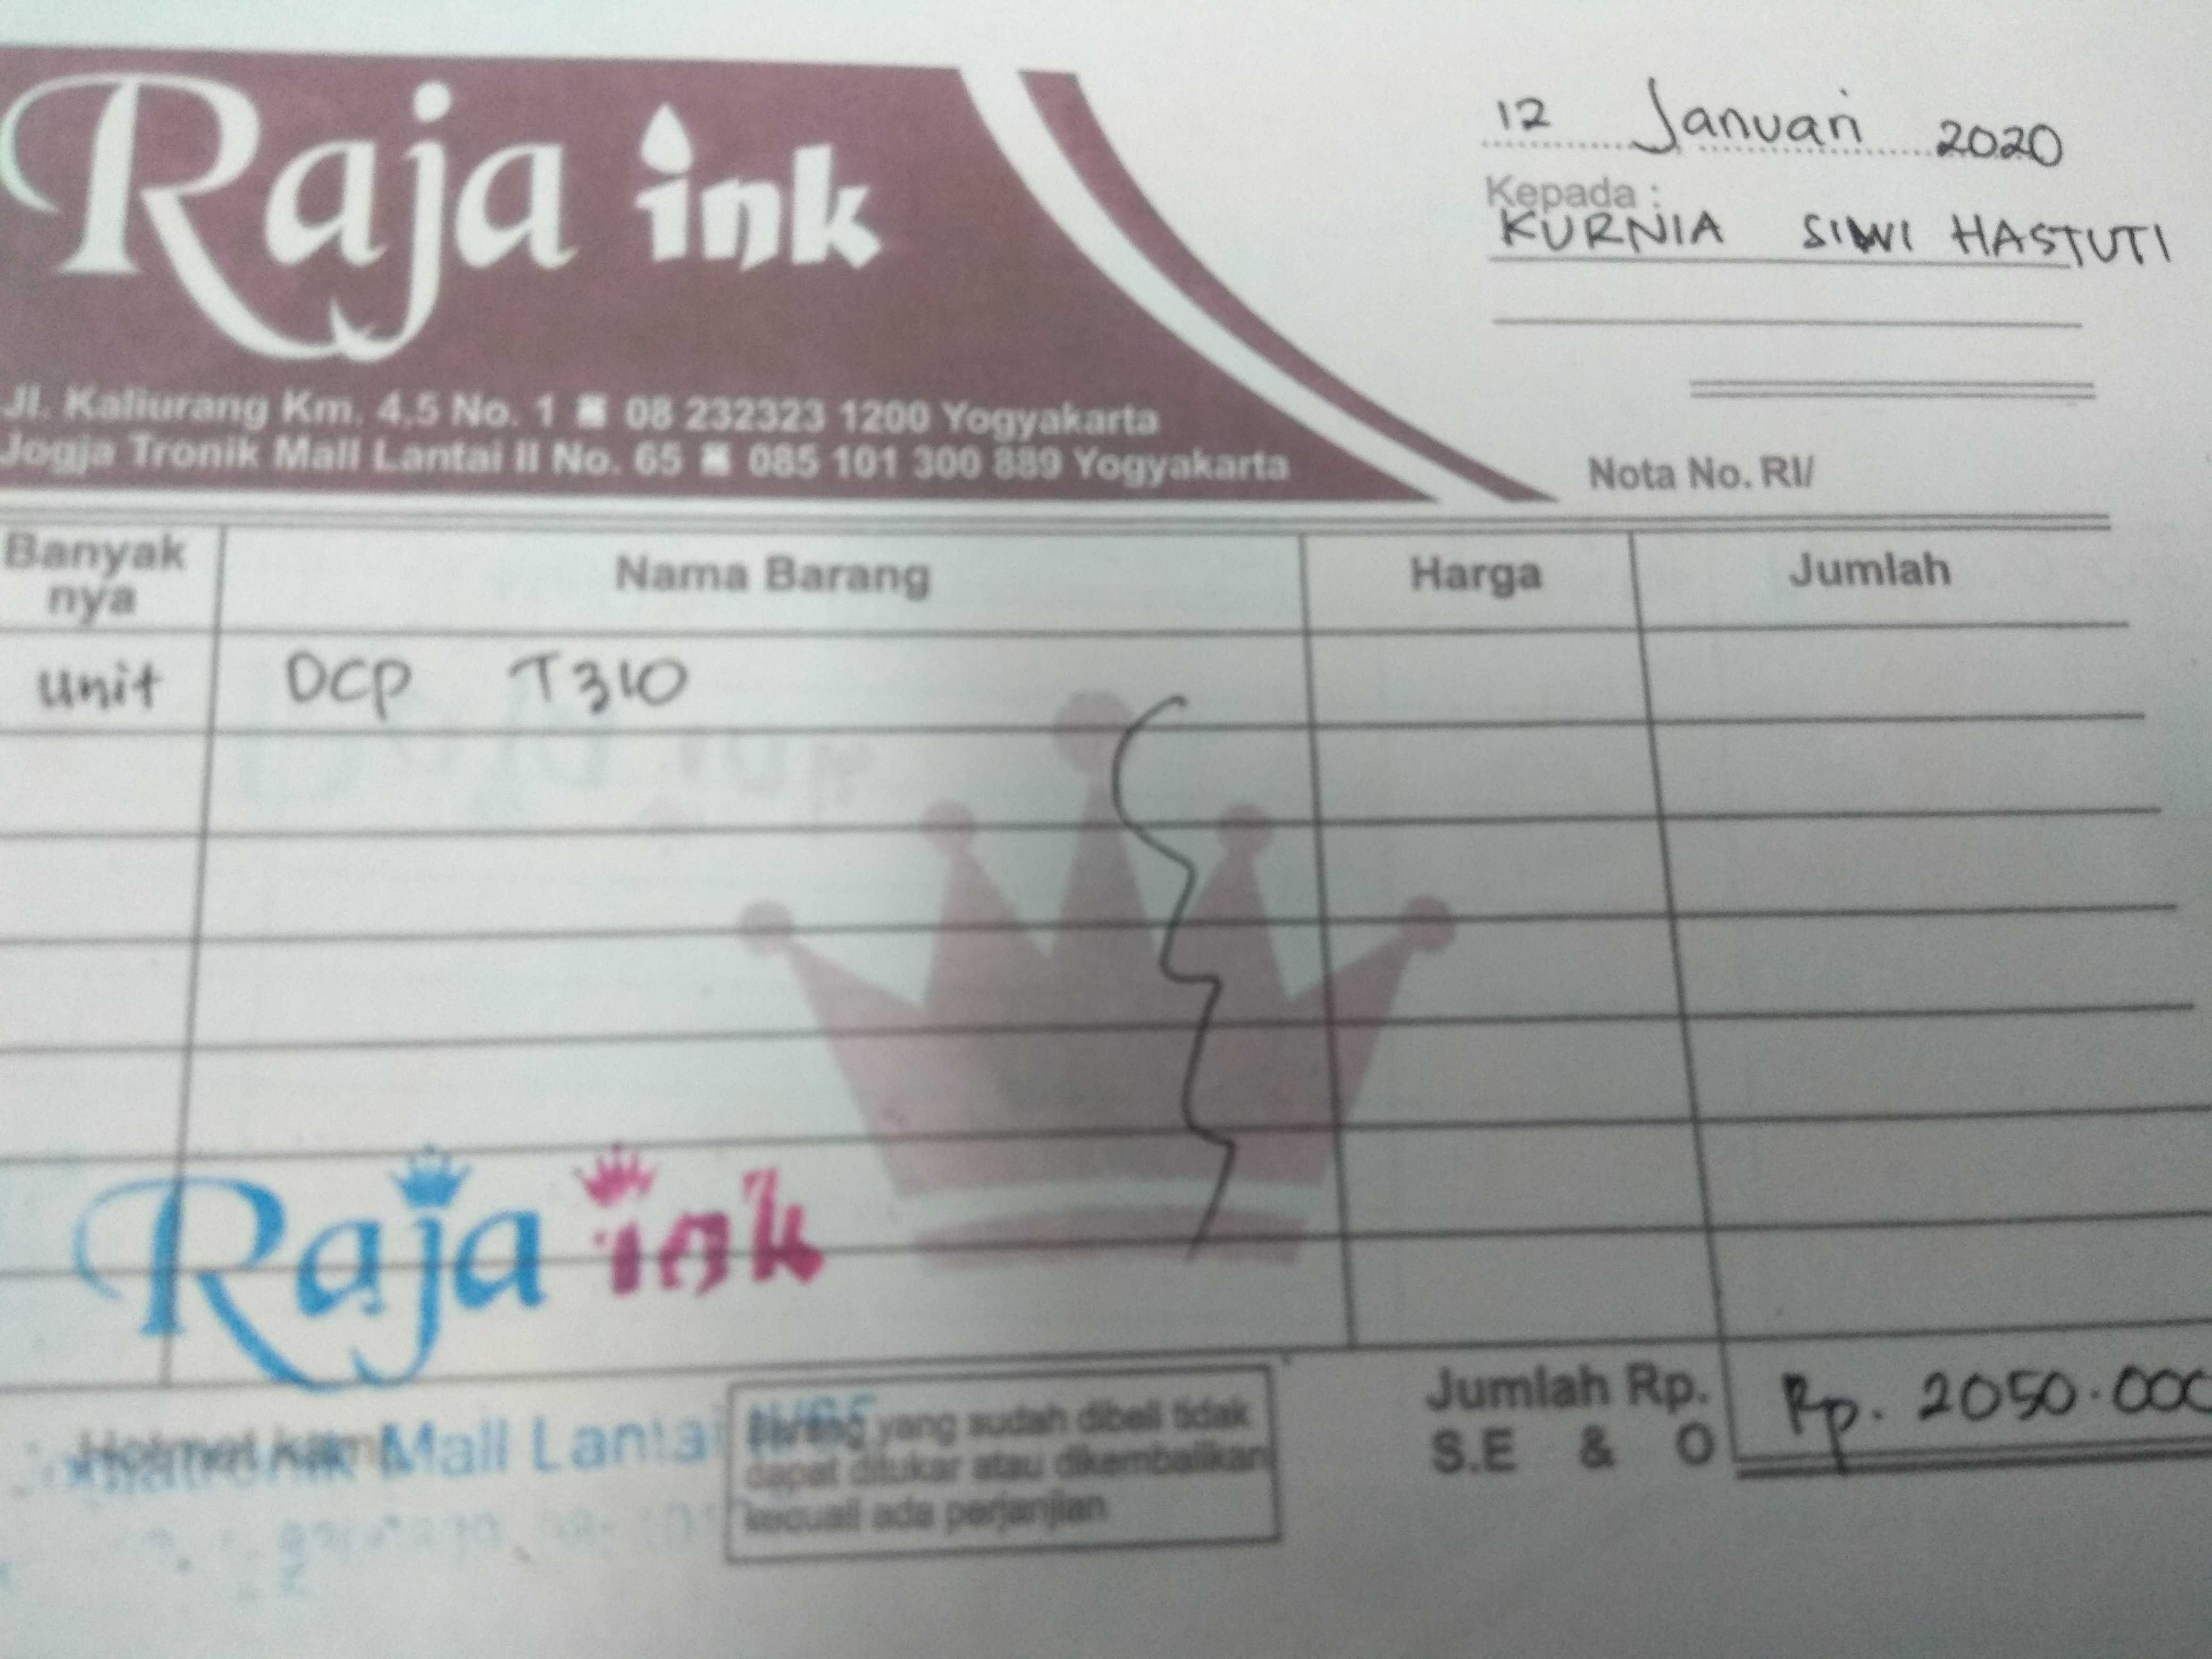 Raja ink
Jl. Kaliurang Km. 4,5 No. 1 08 232323 1200 Yogyakarta
Jogja Tronik Mall Lantai II No. 65 085 101 300 889 Yogyakarta
12 Januari 2020
Kepada :
KURNIA SIWI HASTUTI
Nota No. RI/
Banyak nya Nama Barang Harga Jumlah
Unit DCP T310
Raja ink
Mall Lantai
Barang yang sudah dibeli tidak
dapat ditukar atau dikembalikan
kecuali ada perjanjian
Jumlah Rp. Rp. 2050.000
S.E & O